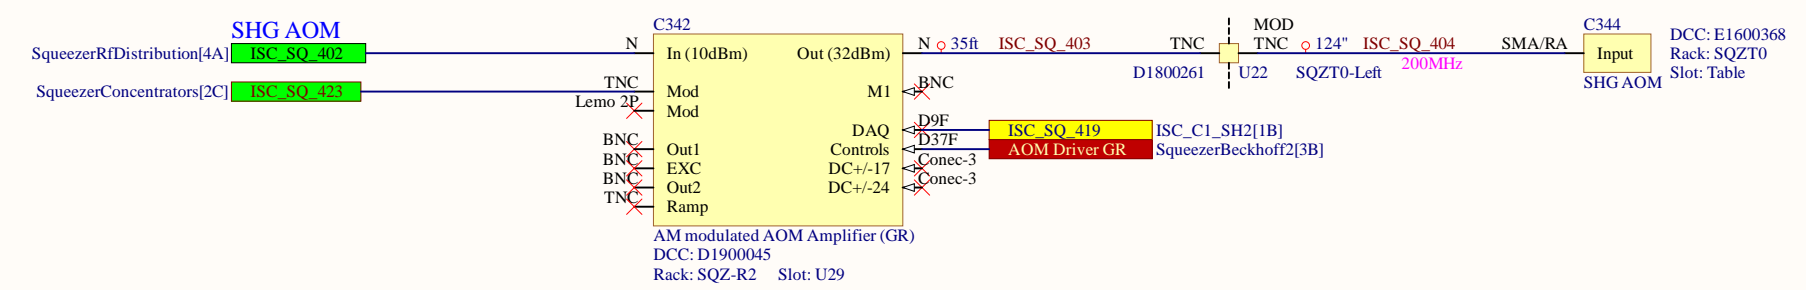 SHG AOM
SqueezerRfDistribution[4A] ISC_SQ_402 N
SqueezerConcentrators[2C] ISC_SQ_423 TNC
Lemo 2P
BNC
BNC
BNC
TNC
C342
In (10dBm) Out (32dBm)
Mod M1
Mod
DAQ
Out1 Controls
EXC DC+/-17
Out2 DC+/-24
Ramp
AM modulated AOM Amplifier (GR)
DCC: D1900045
Rack: SQZ-R2 Slot: U29
N 35ft ISC_SQ_403 TNC
BNC
D9F ISC_SQ_419 ISC_C1_SH2[1B]
D37F AOM Driver GR SqueezerBeckhoff2[3B]
Conec-3
Conec-3
MOD
TNC 124" ISC_SQ_404 SMA/RA
200MHz
D1800261 U22 SQZT0-Left
C344
Input
SHG AOM
DCC: E1600368
Rack: SQZT0
Slot: Table